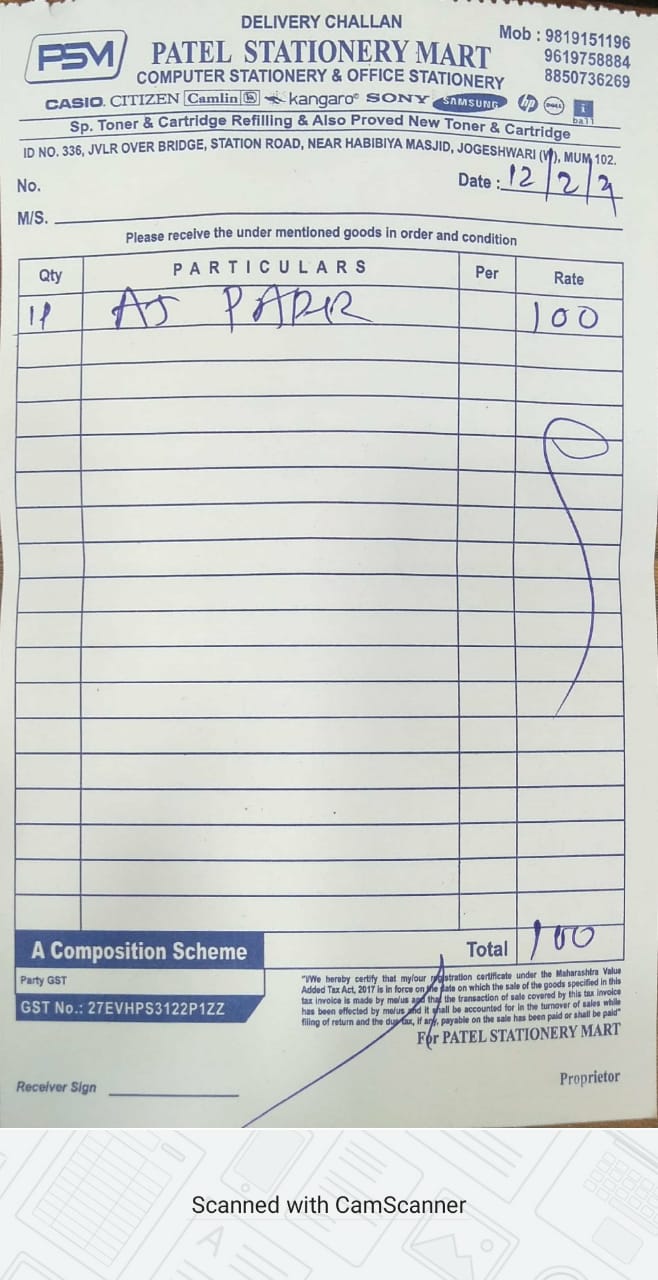 DELIVERY CHALLAN
PSM
PATEL STATIONERY MART
COMPUTER STATIONERY & OFFICE STATIONERY
Mob : 9819151196
9619758884
8850736269
CASIO. CITIZEN Camlin kangaro® SONY SAMSUNG hp DELL i ball
Sp. Toner & Cartridge Refilling & Also Proved New Toner & Cartridge
ID NO. 336, JVLR OVER BRIDGE, STATION ROAD, NEAR HABIBIYA MASJID, JOGESHWARI (W), MUM 102.
No.
Date : 12/2/2
M/S.
Please receive the under mentioned goods in order and condition
Qty PARTICULARS Per Rate
PAPER 100
A Composition Scheme
Total 100
Party GST
GST No.: 27EVHPS3122P1ZZ
"I/We hereby certify that my/our registration certificate under the Maharashtra Value
Added Tax Act, 2017 is in force on the date on which the sale of the goods specified in this
tax invoice is made by me/us and that the transaction of sale covered by this tax invoice
has been effected by me/us and it shall be accounted for in the turnover of sales while
filing of return and the due tax, if any, payable on the sale has been paid or shall be paid"
For PATEL STATIONERY MART
Receiver Sign
Proprietor
Scanned with CamScanner